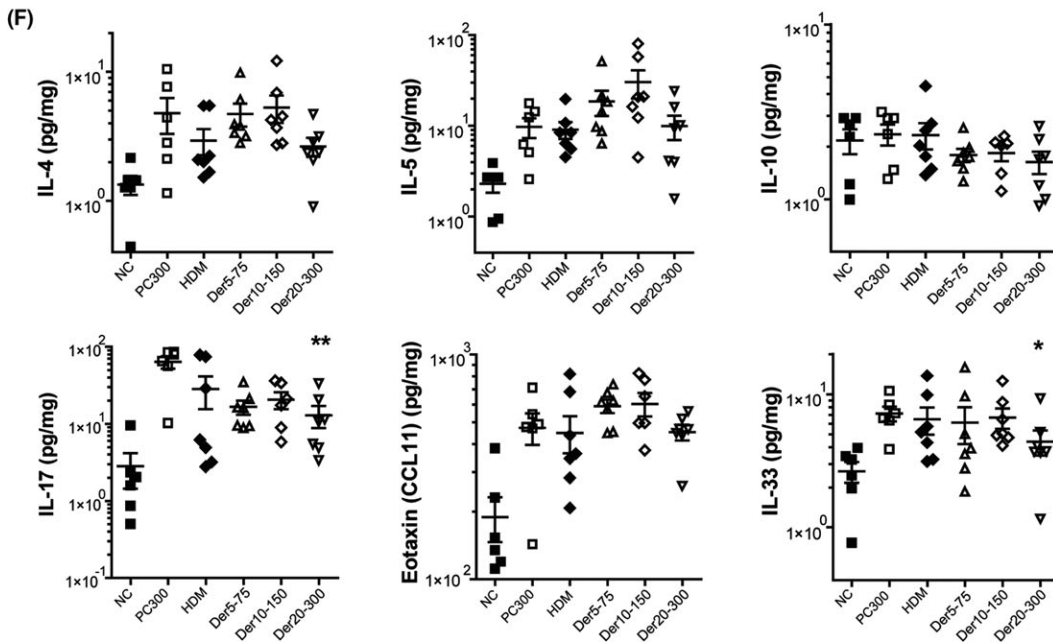 (F)
IL-4 (pg/mg)
1×10¹
1×10⁰
NC
PC300
HDM
Der5-75
Der10-150
Der20-300
IL-5 (pg/mg)
1×10²
1×10¹
1×10⁰
NC
PC300
HDM
Der5-75
Der10-150
Der20-300
IL-10 (pg/mg)
1×10¹
1×10⁰
NC
PC300
HDM
Der5-75
Der10-150
Der20-300
IL-17 (pg/mg)
1×10²
1×10¹
1×10⁰
1×10⁻¹
**
NC
PC300
HDM
Der5-75
Der10-150
Der20-300
Eotaxin (CCL11) (pg/mg)
1×10³
1×10²
NC
PC300
HDM
Der5-75
Der10-150
Der20-300
IL-33 (pg/mg)
1×10¹
1×10⁰
*
NC
PC300
HDM
Der5-75
Der10-150
Der20-300